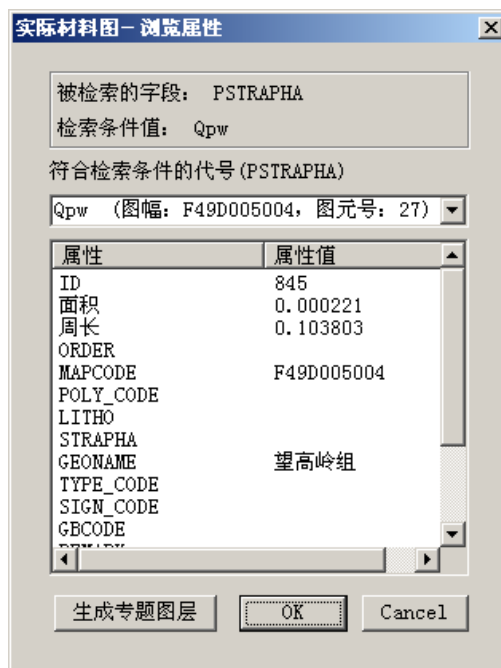 实际材料图－浏览属性
被检索的字段： PSTRAPHA
检索条件值： Qpw
符合检索条件的代号(PSTRAPHA)
Qpw （图幅：F49D005004，图元号：27）
属性 属性值
ID 845
面积 0.000221
周长 0.103803
ORDER
MAPCODE F49D005004
POLY_CODE
LITHO
STRAPHA
GEONAME 望高岭组
TYPE_CODE
SIGN_CODE
GBCODE
生成专题图层 OK Cancel